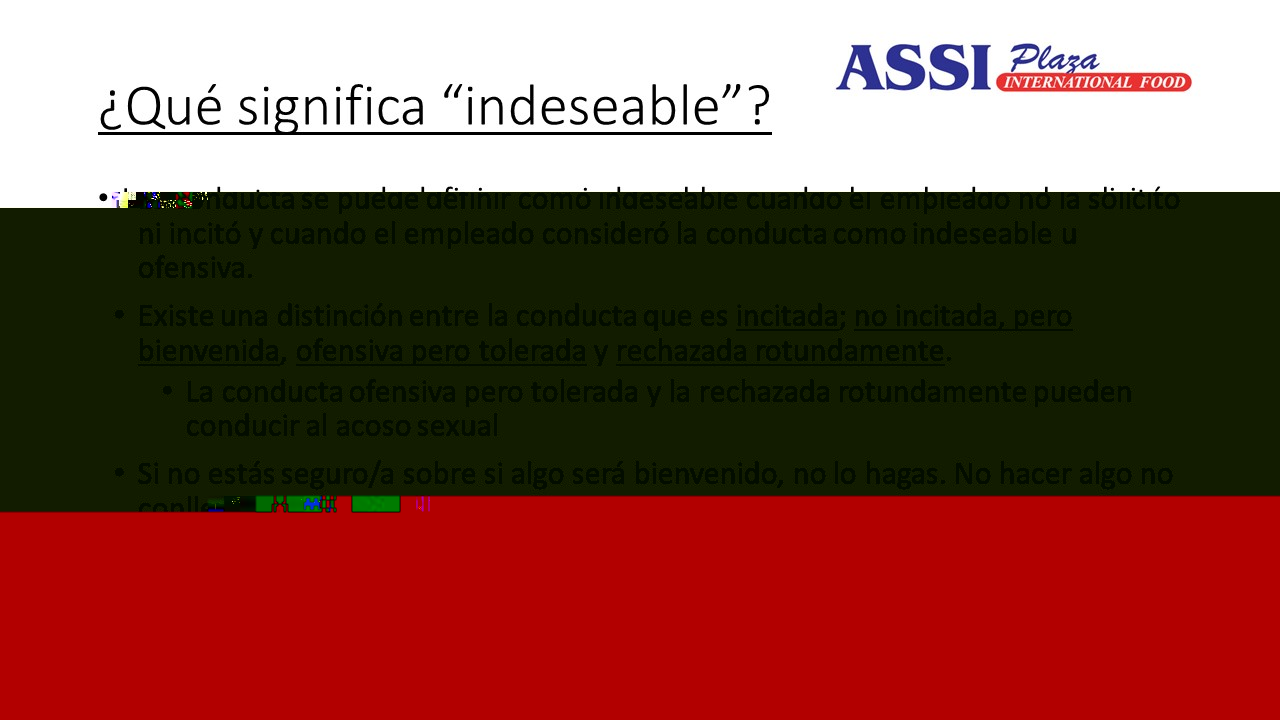 ASSI Plaza
INTERNATIONAL FOOD
¿Qué significa “indeseable”?
• conducta se puede definir como indeseable cuando el empleado no la solicitó
ni incitó y cuando el empleado consideró la conducta como indeseable u
ofensiva.
• Existe una distinción entre la conducta que es incitada; no incitada, pero
bienvenida, ofensiva pero tolerada y rechazada rotundamente.
• La conducta ofensiva pero tolerada y la rechazada rotundamente pueden
conducir al acoso sexual
• Si no estás seguro/a sobre si algo será bienvenido, no lo hagas. No hacer algo no